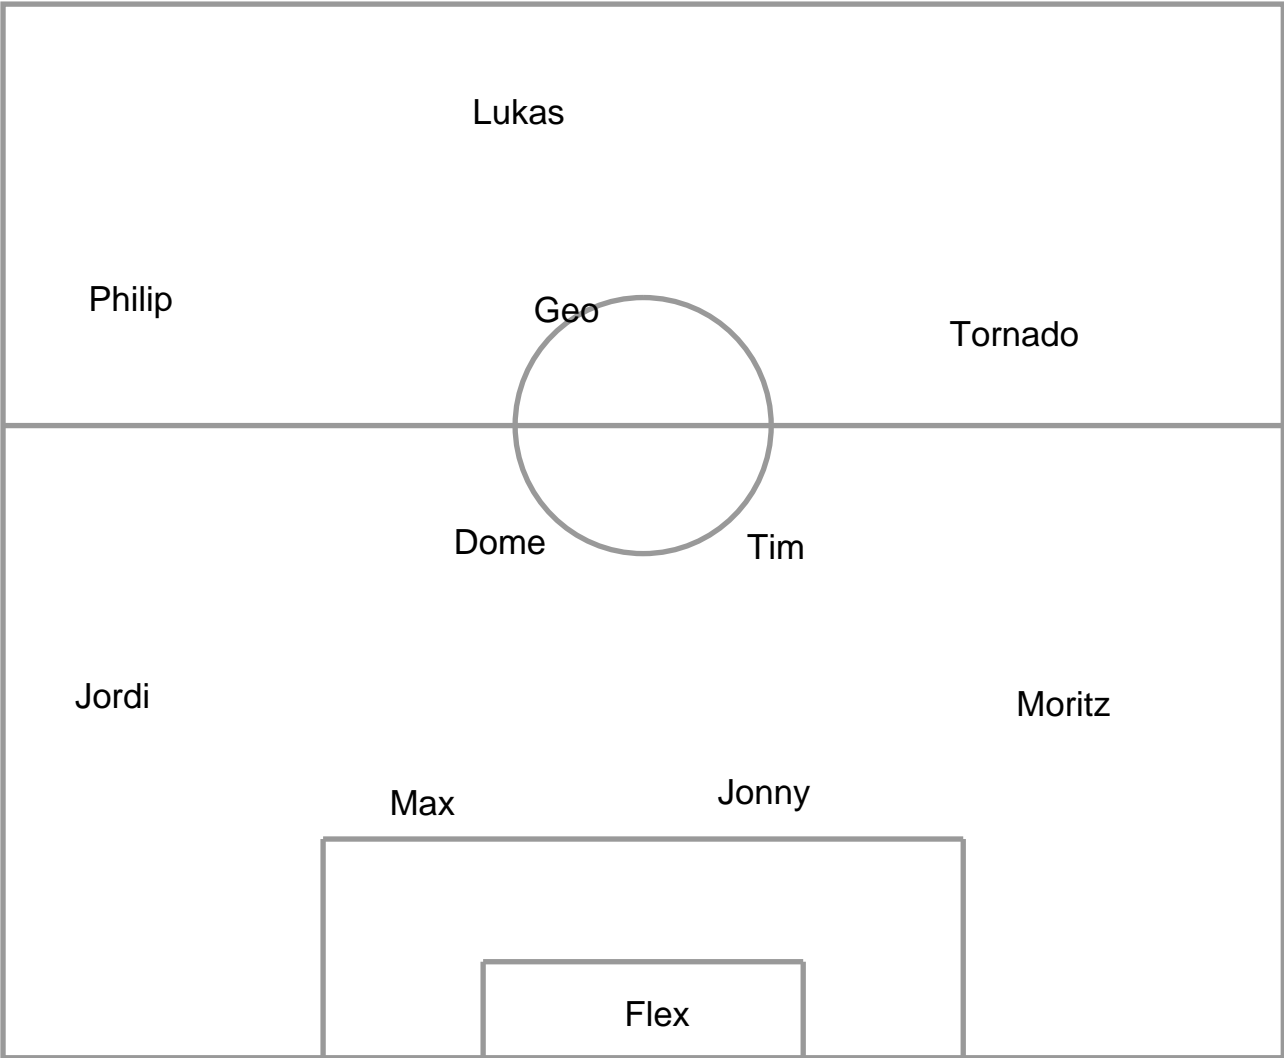 Lukas
Philip
Geo
Tornado
Dome
Tim
Jordi
Moritz
Max
Jonny
Flex